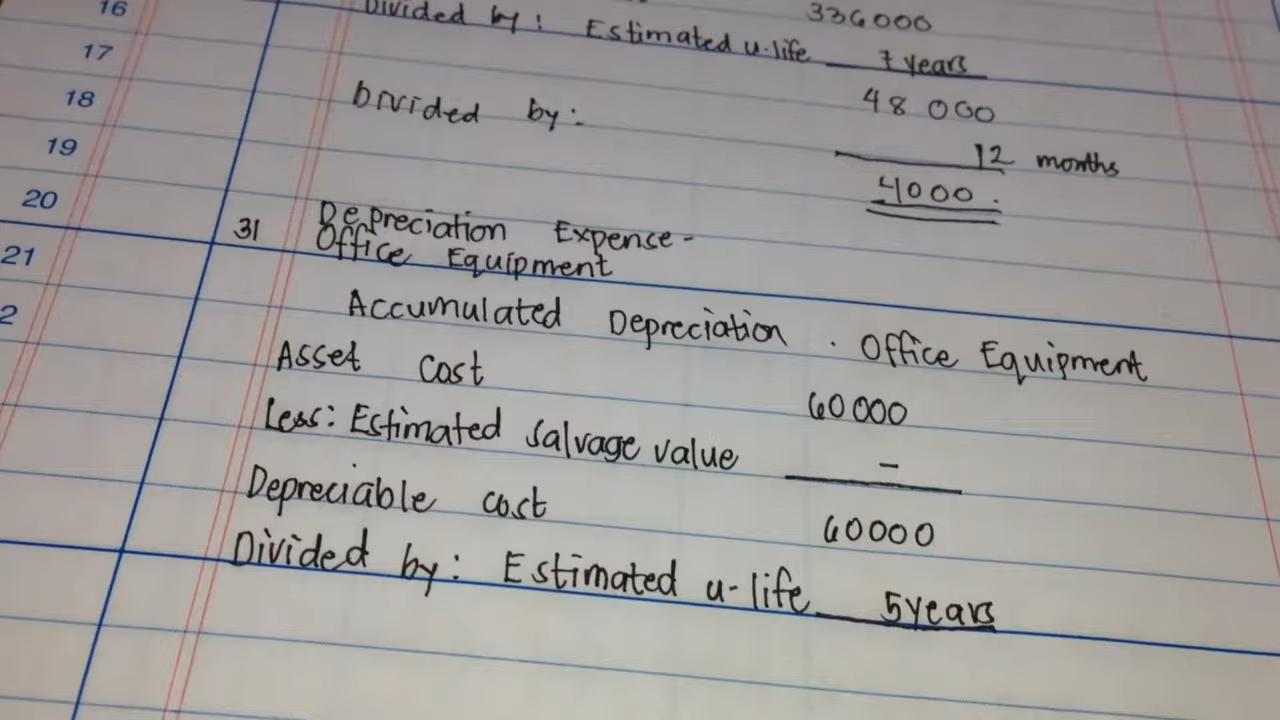 16
336000
Divided by: Estimated u-life 7 years
17
48 000
18
Divided by:
12 months
19
4000.
20
31 Depreciation Expense-
Office Equipment
21
Accumulated Depreciation. Office Equipment
2
Asset cost 60000
Less: Estimated salvage value -
Depreciable cost 60000
Divided by: Estimated u-life 5years